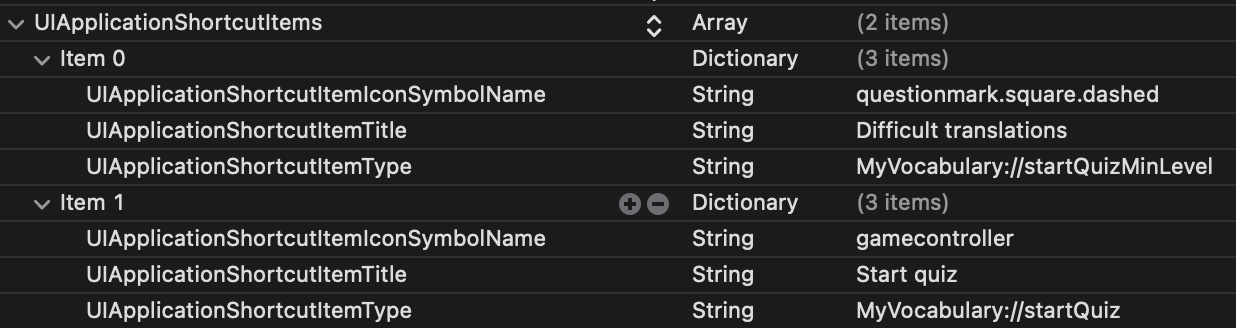 UIApplicationShortcutItems Array (2 items)
Item 0 Dictionary (3 items)
UIApplicationShortcutItemIconSymbolName String questionmark.square.dashed
UIApplicationShortcutItemTitle String Difficult translations
UIApplicationShortcutItemType String MyVocabulary://startQuizMinLevel
Item 1 Dictionary (3 items)
UIApplicationShortcutItemIconSymbolName String gamecontroller
UIApplicationShortcutItemTitle String Start quiz
UIApplicationShortcutItemType String MyVocabulary://startQuiz